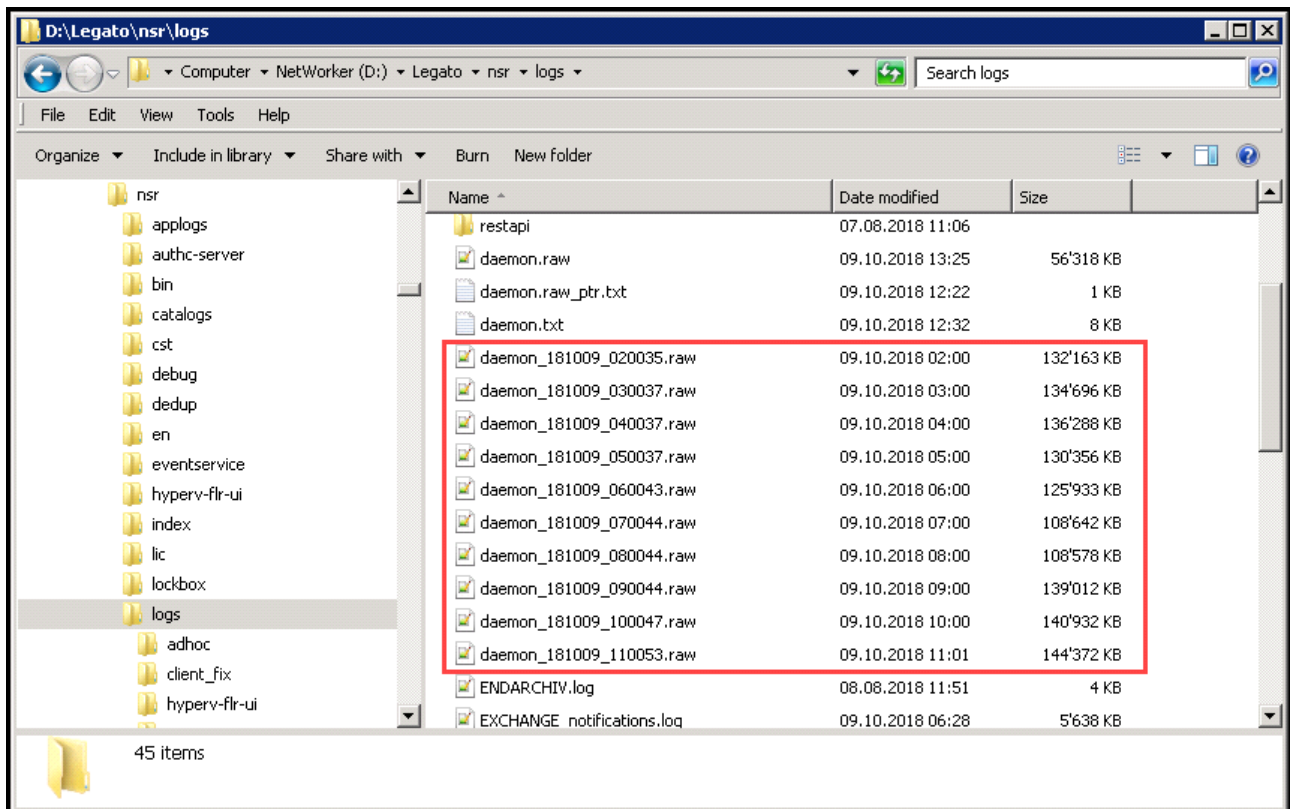 D:\Legato\nsr\logs
Computer NetWorker (D:) Legato nsr logs Search logs
File Edit View Tools Help
Organize Include in library Share with Burn New folder
nsr
applogs
authc-server
bin
catalogs
cst
debug
dedup
en
eventservice
hyperv-flr-ui
index
lic
lockbox
logs
adhoc
client_fix
hyperv-flr-ui
Name Date modified Size
restapi 07.08.2018 11:06
daemon.raw 09.10.2018 13:25 56'318 KB
daemon.raw_ptr.txt 09.10.2018 12:22 1 KB
daemon.txt 09.10.2018 12:32 8 KB
daemon_181009_020035.raw 09.10.2018 02:00 132'163 KB
daemon_181009_030037.raw 09.10.2018 03:00 134'696 KB
daemon_181009_040037.raw 09.10.2018 04:00 136'288 KB
daemon_181009_050037.raw 09.10.2018 05:00 130'356 KB
daemon_181009_060043.raw 09.10.2018 06:00 125'933 KB
daemon_181009_070044.raw 09.10.2018 07:00 108'642 KB
daemon_181009_080044.raw 09.10.2018 08:00 108'578 KB
daemon_181009_090044.raw 09.10.2018 09:00 139'012 KB
daemon_181009_100047.raw 09.10.2018 10:00 140'932 KB
daemon_181009_110053.raw 09.10.2018 11:01 144'372 KB
ENDARCHIV.log 08.08.2018 11:51 4 KB
EXCHANGE_notifications.log 09.10.2018 06:28 5'638 KB
45 items